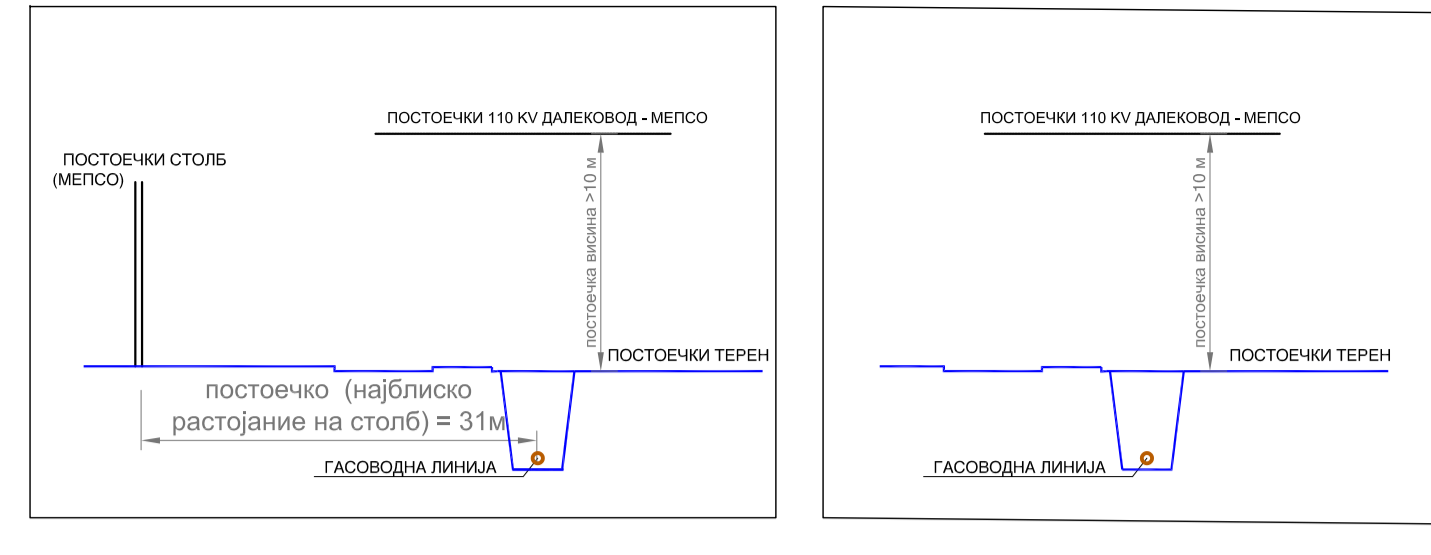 ПОСТОЕЧКИ 110 KV ДАЛЕКОВОД - МЕПСО
ПОСТОЕЧКИ СТОЛБ
(МЕПСО)
постоечка висина >10 м
ПОСТОЕЧКИ ТЕРЕН
постоечко (најблиско
растојание на столб) = 31м
ГАСОВОДНА ЛИНИЈА
ПОСТОЕЧКИ 110 KV ДАЛЕКОВОД - МЕПСО
постоечка висина >10 м
ПОСТОЕЧКИ ТЕРЕН
ГАСОВОДНА ЛИНИЈА